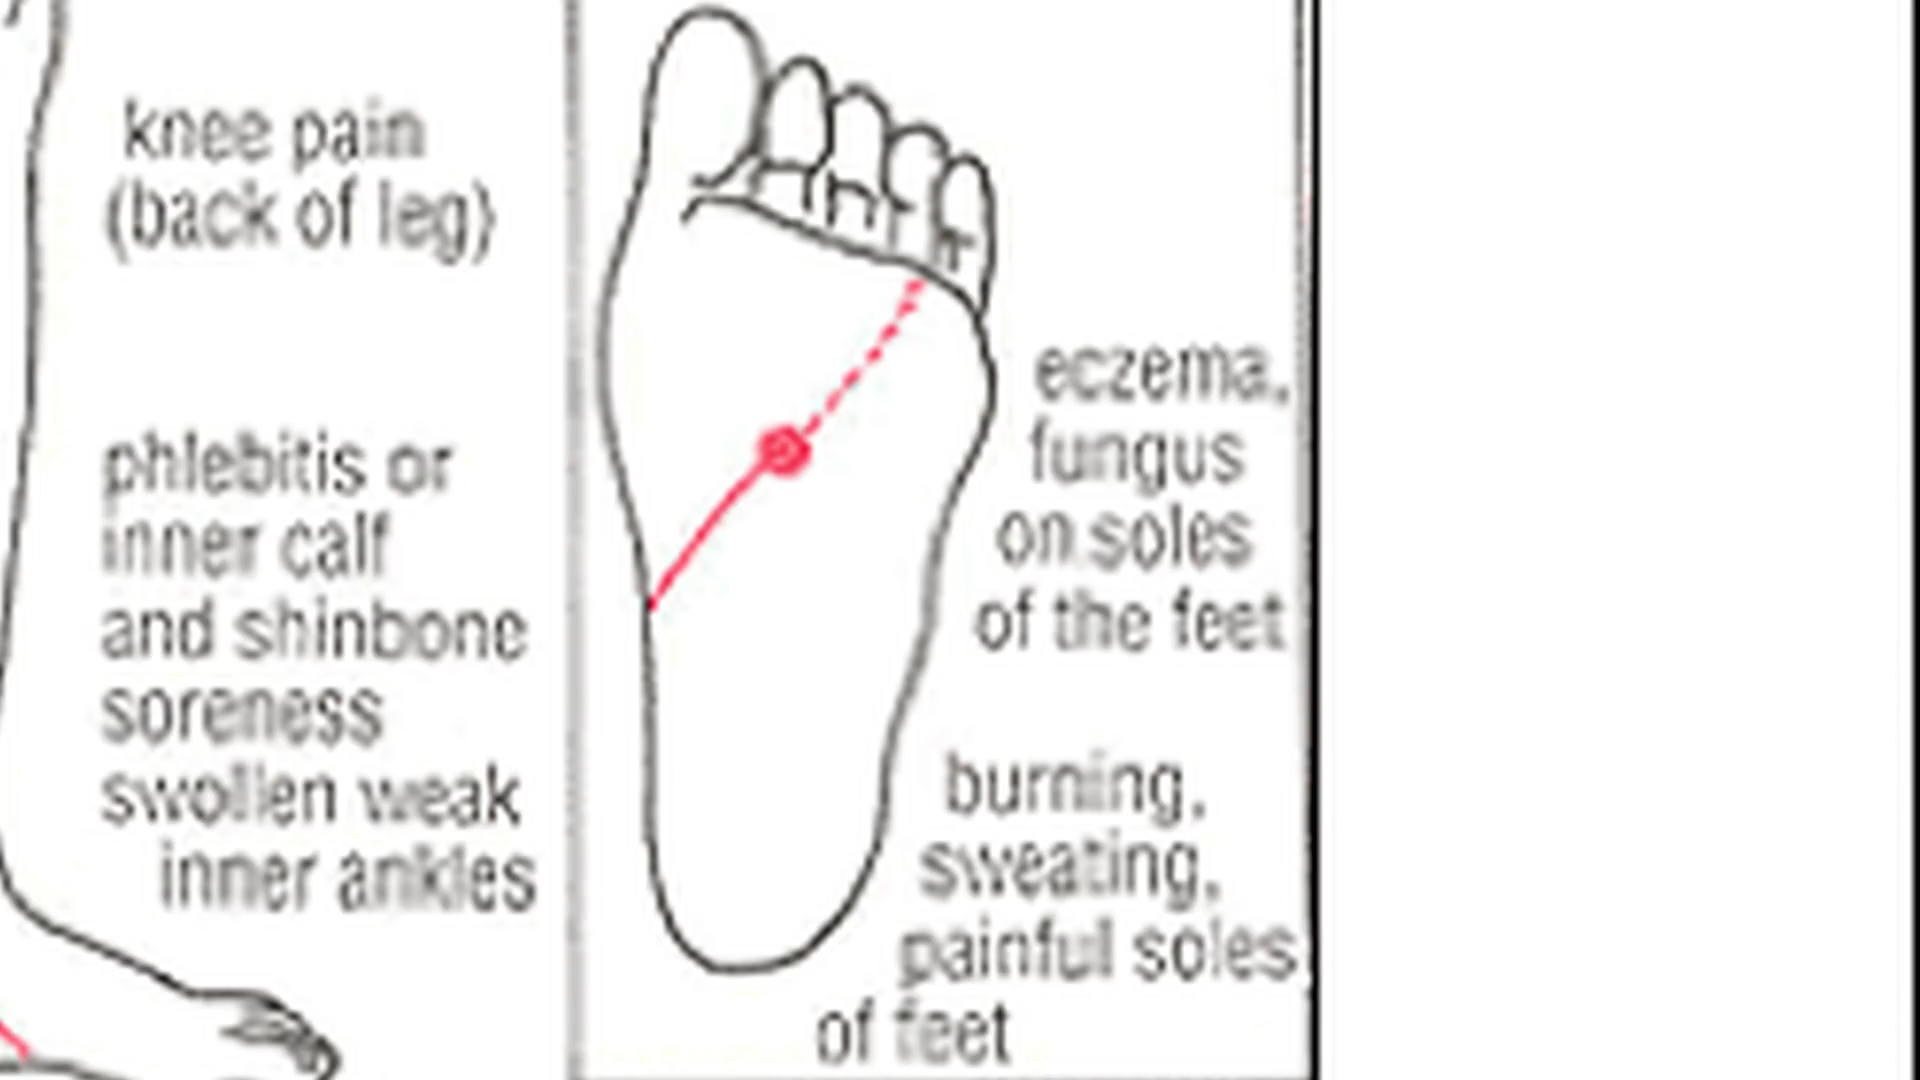 knee pain
(back of leg)
phlebitis or
inner calf
and shinbone
soreness
swollen weak
inner ankles
eczema,
fungus
on soles
of the feet
burning,
sweating,
painful soles
of feet